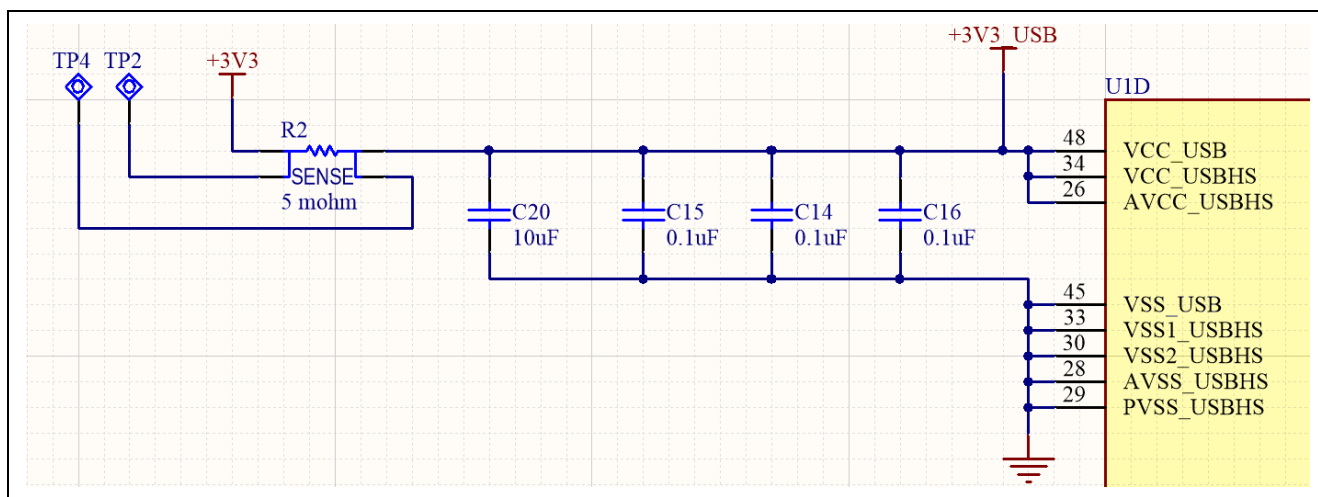 +3V3_USB
TP4 TP2 +3V3
U1D
R2
48 VCC_USB
SENSE
34 VCC_USBHS
5 mohm
26 AVCC_USBHS
C20 C15 C14 C16
10uF 0.1uF 0.1uF 0.1uF
45 VSS_USB
33 VSS1_USBHS
30 VSS2_USBHS
28 AVSS_USBHS
29 PVSS_USBHS